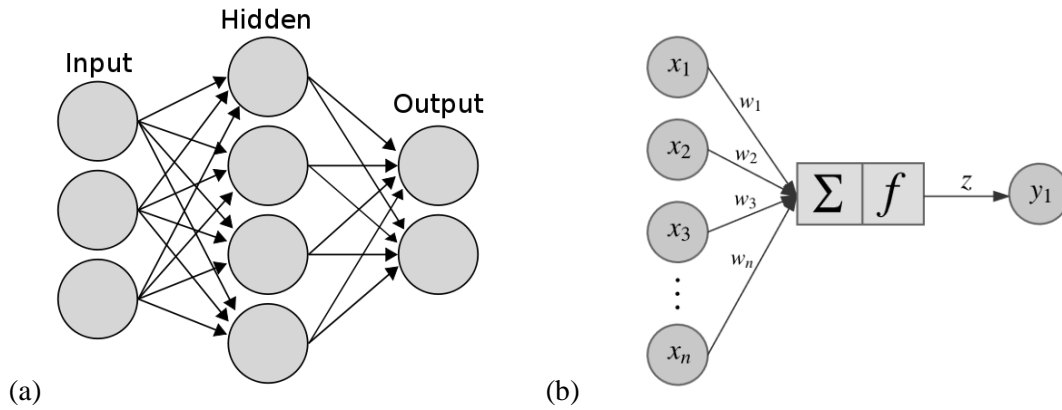 Hidden
Input
Output
(a)
x₁
w₁
x₂
w₂
Σ f
z
y₁
w₃
x₃
wₙ
⋮
xₙ
(b)